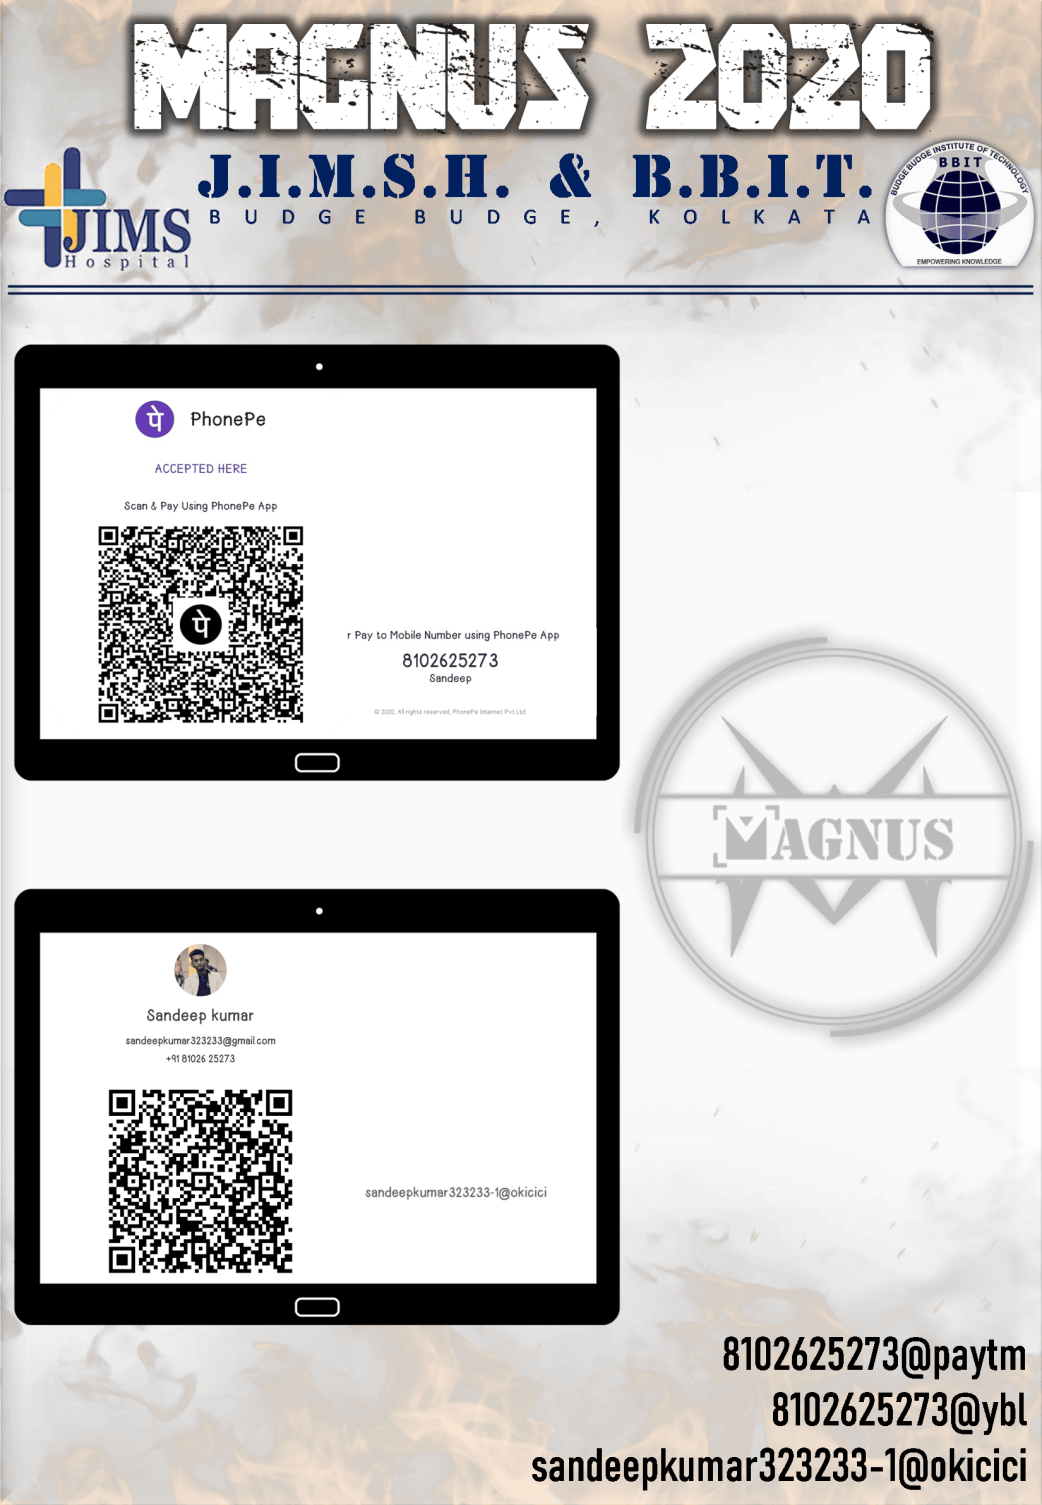 MAGNUS 2020
J.I.M.S.H. & B.B.I.T.
BUDGE BUDGE, KOLKATA
JIMS
Hospital
BUDGE BUDGE INSTITUTE OF TECHNOLOGY
BBIT
EMPOWERING KNOWLEDGE
पे PhonePe
ACCEPTED HERE
Scan & Pay Using PhonePe App
पे
r Pay to Mobile Number using PhonePe App
8102625273
Sandeep
© 2020, All rights reserved, PhonePe Internet Pvt Ltd
MAGNUS
Sandeep kumar
sandeepkumar323233@gmail.com
+91 81026 25273
sandeepkumar323233-1@okicici
8102625273@paytm
8102625273@ybl
sandeepkumar323233-1@okicici